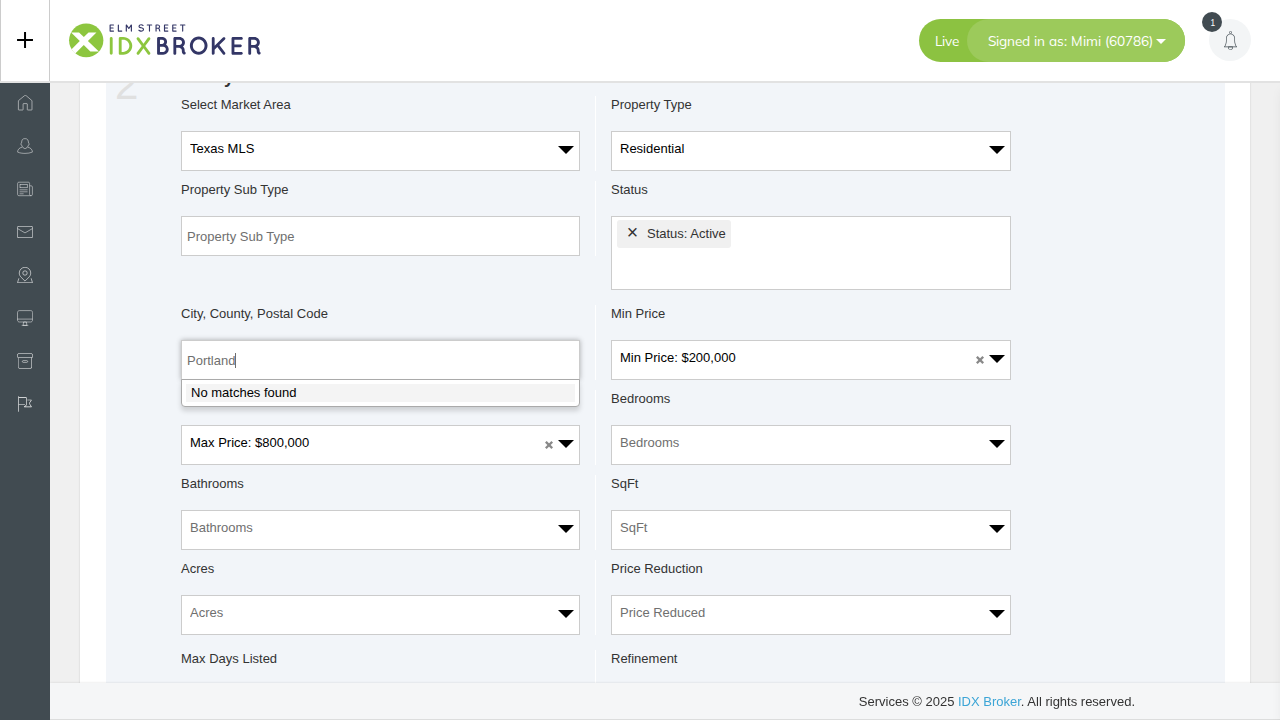 ELM STREET
IDXBROKER
Live
Signed in as: Mimi (60786)
1
2
Select Market Area
Property Type
Texas MLS
Residential
Property Sub Type
Status
Property Sub Type
× Status: Active
City, County, Postal Code
Min Price
Portland
Min Price: $200,000
No matches found
Bedrooms
Max Price: $800,000
Bedrooms
Bathrooms
SqFt
Bathrooms
SqFt
Acres
Price Reduction
Acres
Price Reduced
Max Days Listed
Refinement
Services © 2025 IDX Broker. All rights reserved.